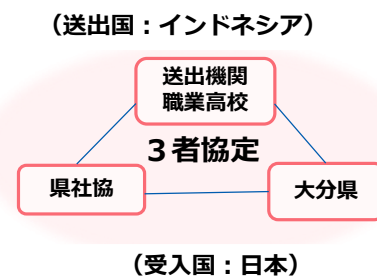 （送出国：インドネシア）
送出機関
職業高校
３者協定
県社協
大分県
（受入国：日本）